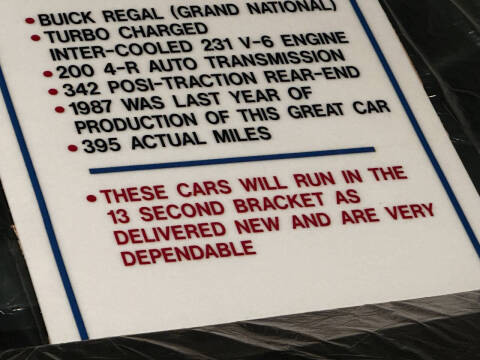 •BUICK REGAL (GRAND NATIONAL)
•TURBO CHARGED
INTER-COOLED 231 V-6 ENGINE
•200 4-R AUTO TRANSMISSION
•342 POSI-TRACTION REAR-END
•1987 WAS LAST YEAR OF
PRODUCTION OF THIS GREAT CAR
•395 ACTUAL MILES
•THESE CARS WILL RUN IN THE
13 SECOND BRACKET AS
DELIVERED NEW AND ARE VERY
DEPENDABLE